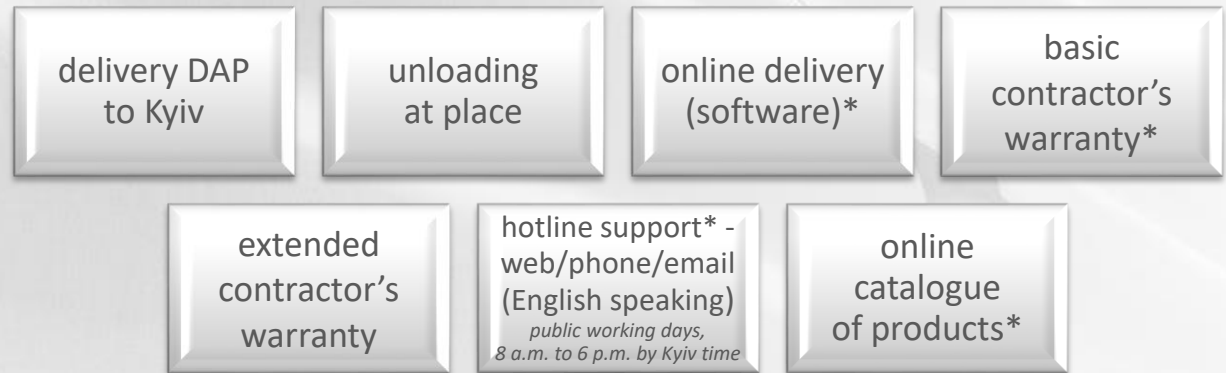 delivery DAP
to Kyiv
unloading
at place
online delivery
(software)*
basic
contractor’s
warranty*
extended
contractor’s
warranty
hotline support* -
web/phone/email
(English speaking)
public working days,
8 a.m. to 6 p.m. by Kyiv time
online
catalogue
of products*